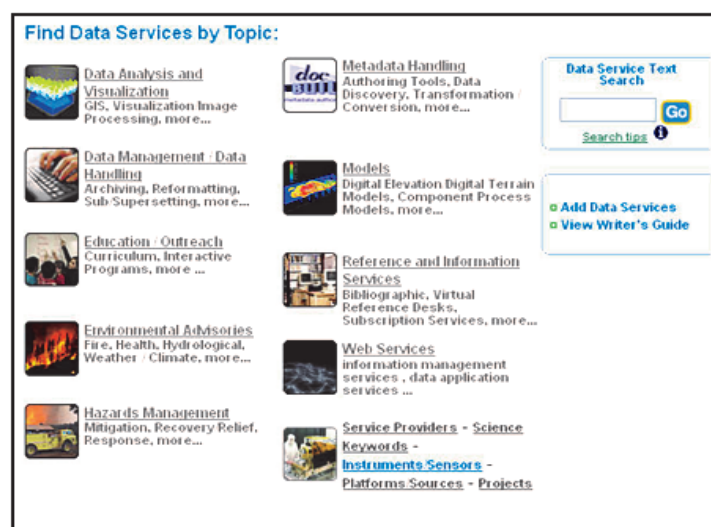 Find Data Services by Topic:
Data Analysis and
Visualization
GIS, Visualization Image
Processing, more...
Data Management / Data
Handling
Archiving, Reformatting,
Sub/Supersetting, more...
Education / Outreach
Curriculum, Interactive
Programs, more ...
Environmental Advisories
Fire, Health, Hydrological,
Weather / Climate, more...
Hazards Management
Mitigation, Recovery Relief,
Response, more...
doc
BUIL
metadata author
Metadata Handling
Authoring Tools, Data
Discovery, Transformation /
Conversion, more...
Models
Digital Elevation Digital Terrain
Models, Component Process
Models, more...
Reference and Information
Services
Bibliographic, Virtual
Reference Desks,
Subscription Services, more...
Web Services
information management
services , data application
services ...
Service Providers - Science
Keywords -
Instruments/Sensors -
Platforms/Sources - Projects
Data Service Text
Search
Go
Search tips i
Add Data Services
View Writer's Guide